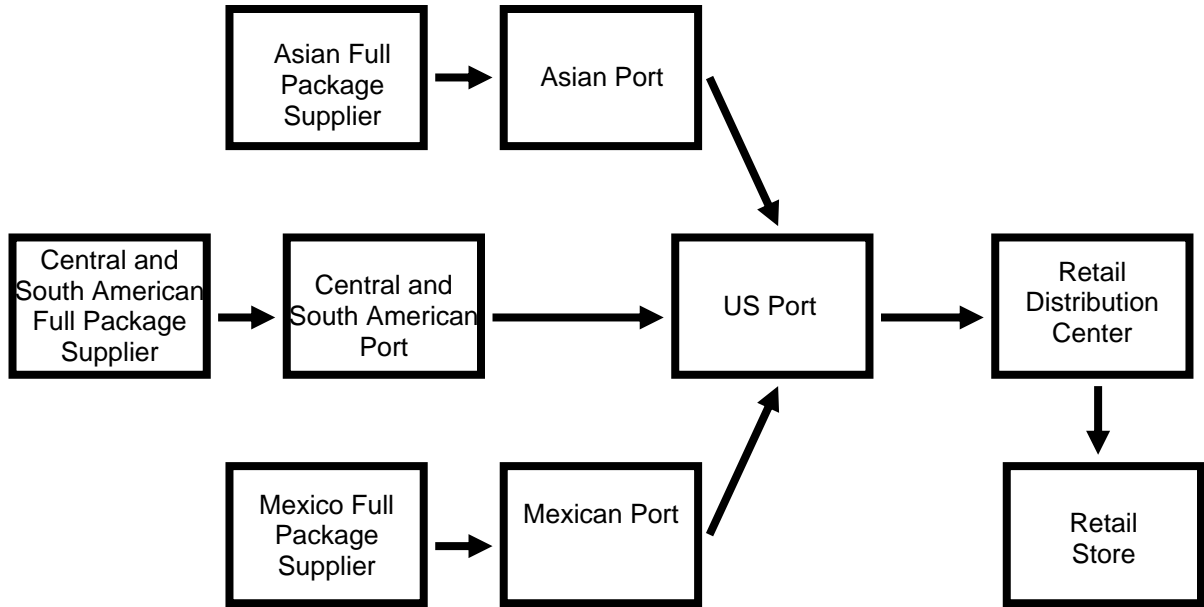 Asian Full
Package
Supplier
Asian Port
Central and
South American
Full Package
Supplier
Central and
South American
Port
US Port
Retail
Distribution
Center
Mexico Full
Package
Supplier
Mexican Port
Retail
Store